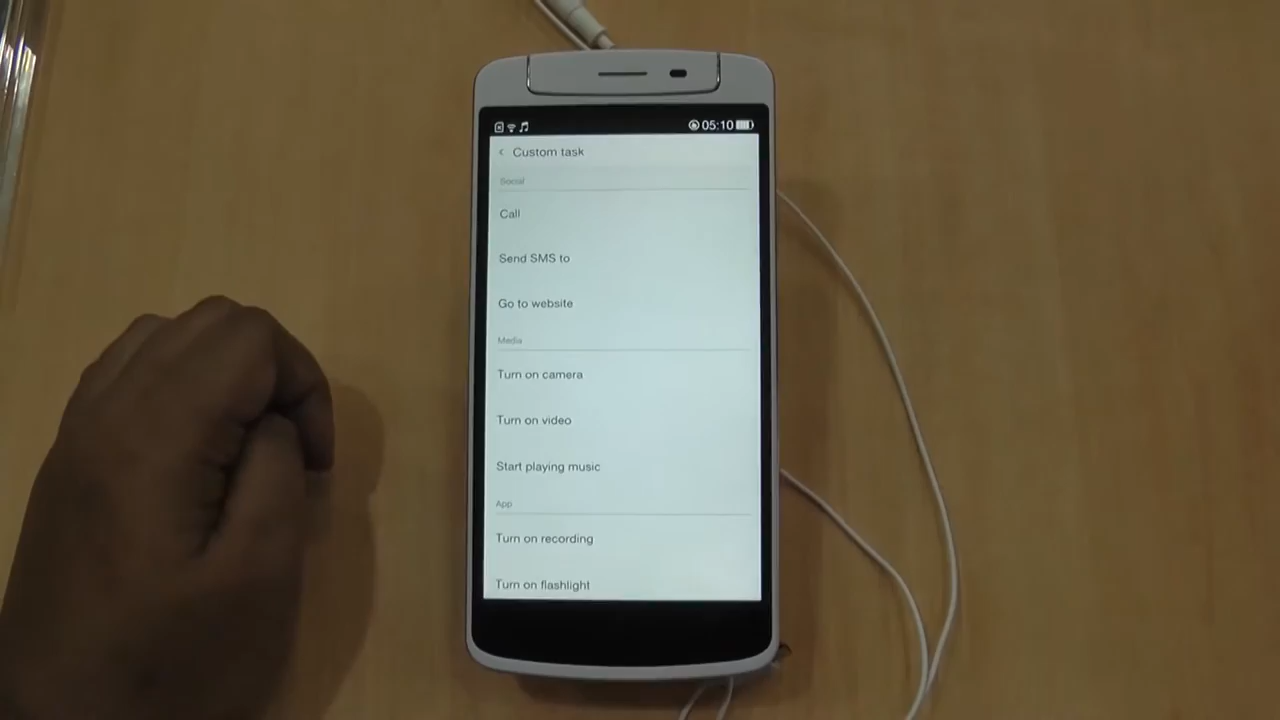 05:10
Custom task
Social
Call
Send SMS to
Go to website
Media
Turn on camera
Turn on video
Start playing music
App
Turn on recording
Turn on flashlight